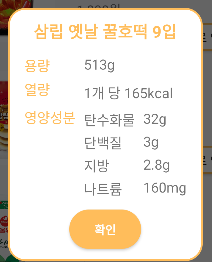 삼립 옛날 꿀호떡 9입
용량 513g
열량 1개 당 165kcal
영양성분 탄수화물 32g
단백질 3g
지방 2.8g
나트륨 160mg
확인